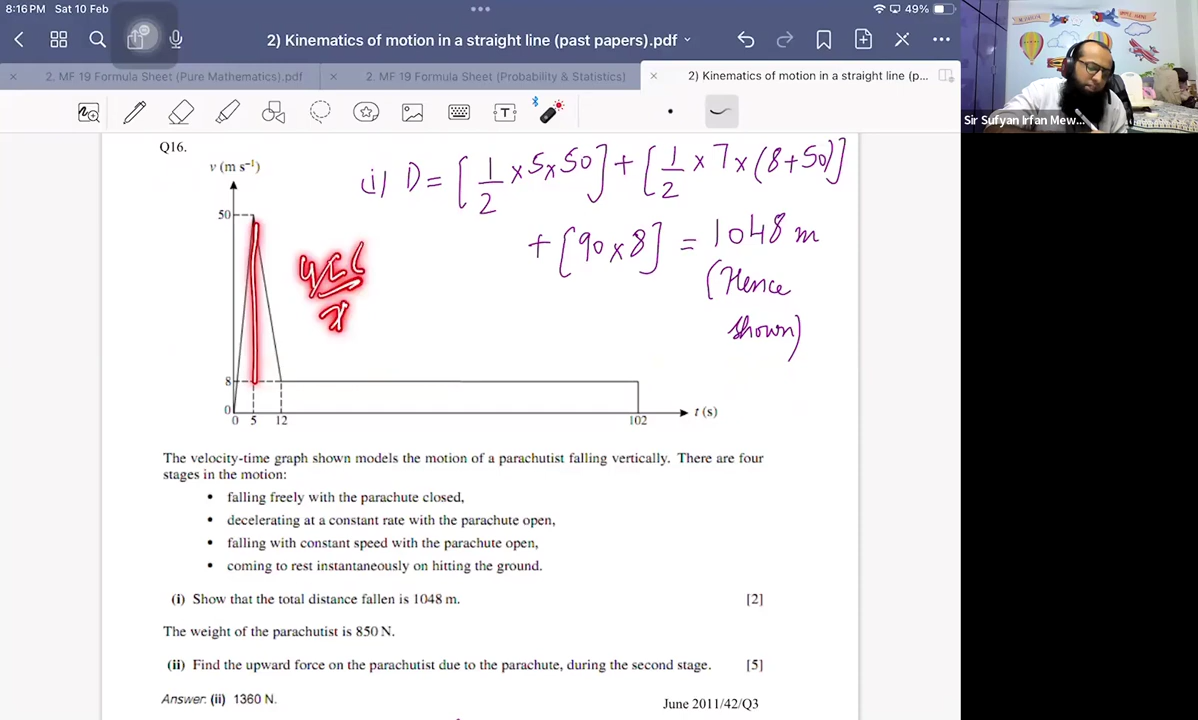 8:16 PM Sat 10 Feb
49%
2) Kinematics of motion in a straight line (past papers).pdf
2. MF 19 Formula Sheet (Pure Mathematics).pdf
2. MF 19 Formula Sheet (Probability & Statistics)
2) Kinematics of motion in a straight line (p...
Sir Sufyan Irfan Mew...
Q16.
v (m s⁻¹)
50
8
0
0 5 12 102 t (s)
(i) D = [1/2 × 5 × 50] + [1/2 × 7 × (8+50)]
+ [90 × 8] = 1048 m
(Hence
shown)
The velocity-time graph shown models the motion of a parachutist falling vertically. There are four
stages in the motion:
• falling freely with the parachute closed,
• decelerating at a constant rate with the parachute open,
• falling with constant speed with the parachute open,
• coming to rest instantaneously on hitting the ground.
(i) Show that the total distance fallen is 1048 m. [2]
The weight of the parachutist is 850 N.
(ii) Find the upward force on the parachutist due to the parachute, during the second stage. [5]
Answer: (ii) 1360 N.
June 2011/42/Q3